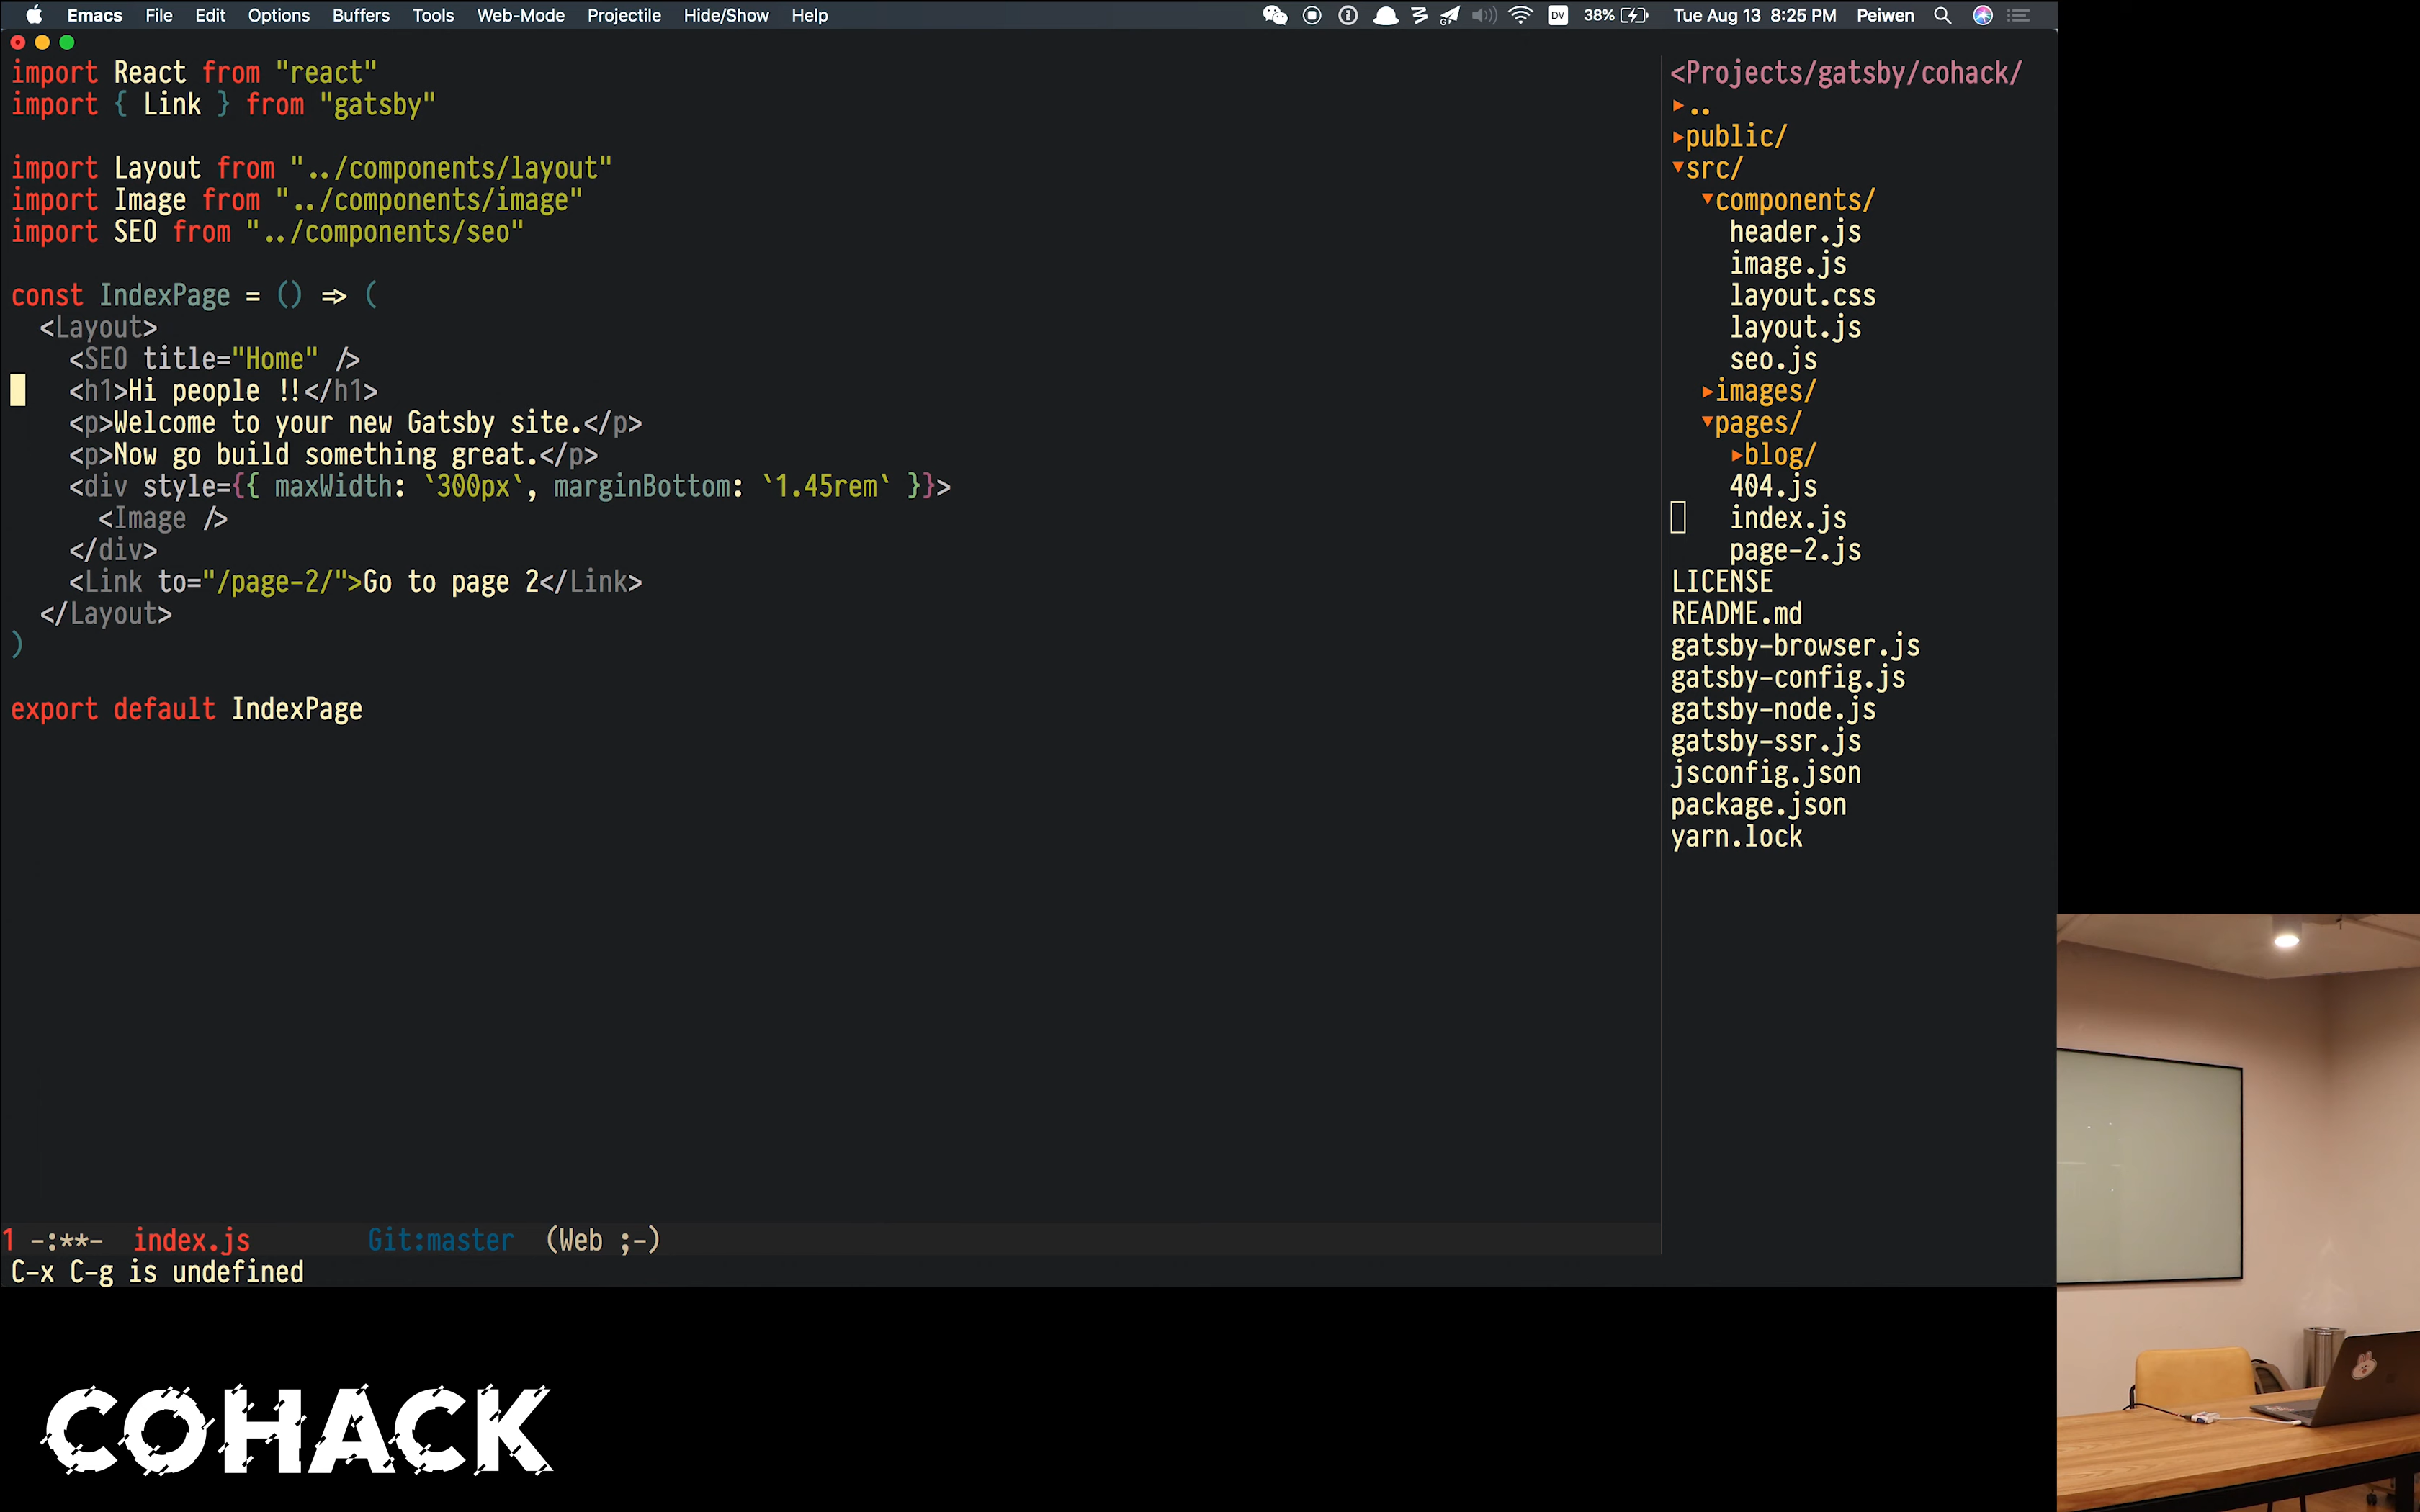 Emacs File Edit Options Buffers Tools Web-Mode Projectile Hide/Show Help DV 38% Tue Aug 13 8:25 PM Peiwen
import React from "react"
import { Link } from "gatsby"
import Layout from "../components/layout"
import Image from "../components/image"
import SEO from "../components/seo"
const IndexPage = () => (
<Layout>
<SEO title="Home" />
<h1>Hi people !!</h1>
<p>Welcome to your new Gatsby site.</p>
<p>Now go build something great.</p>
<div style={{ maxWidth: `300px`, marginBottom: `1.45rem` }}>
<Image />
</div>
<Link to="/page-2/">Go to page 2</Link>
</Layout>
)
export default IndexPage
<Projects/gatsby/cohack/
▸..
▸public/
▾src/
▾components/
header.js
image.js
layout.css
layout.js
seo.js
▸images/
▾pages/
▸blog/
404.js
index.js
page-2.js
LICENSE
README.md
gatsby-browser.js
gatsby-config.js
gatsby-node.js
gatsby-ssr.js
jsconfig.json
package.json
yarn.lock
1 -:**- index.js Git:master (Web ;-)
C-x C-g is undefined
COHACK